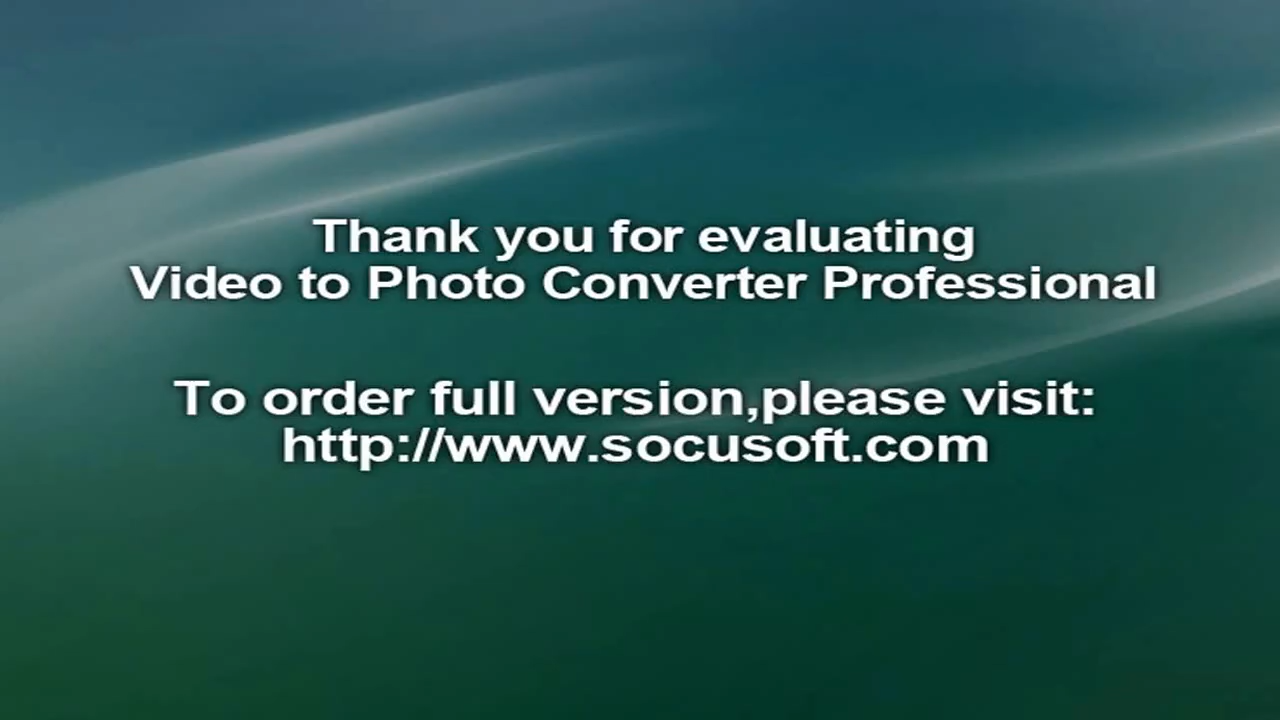 Thank you for evaluating
Video to Photo Converter Professional
To order full version,please visit:
http://www.socusoft.com